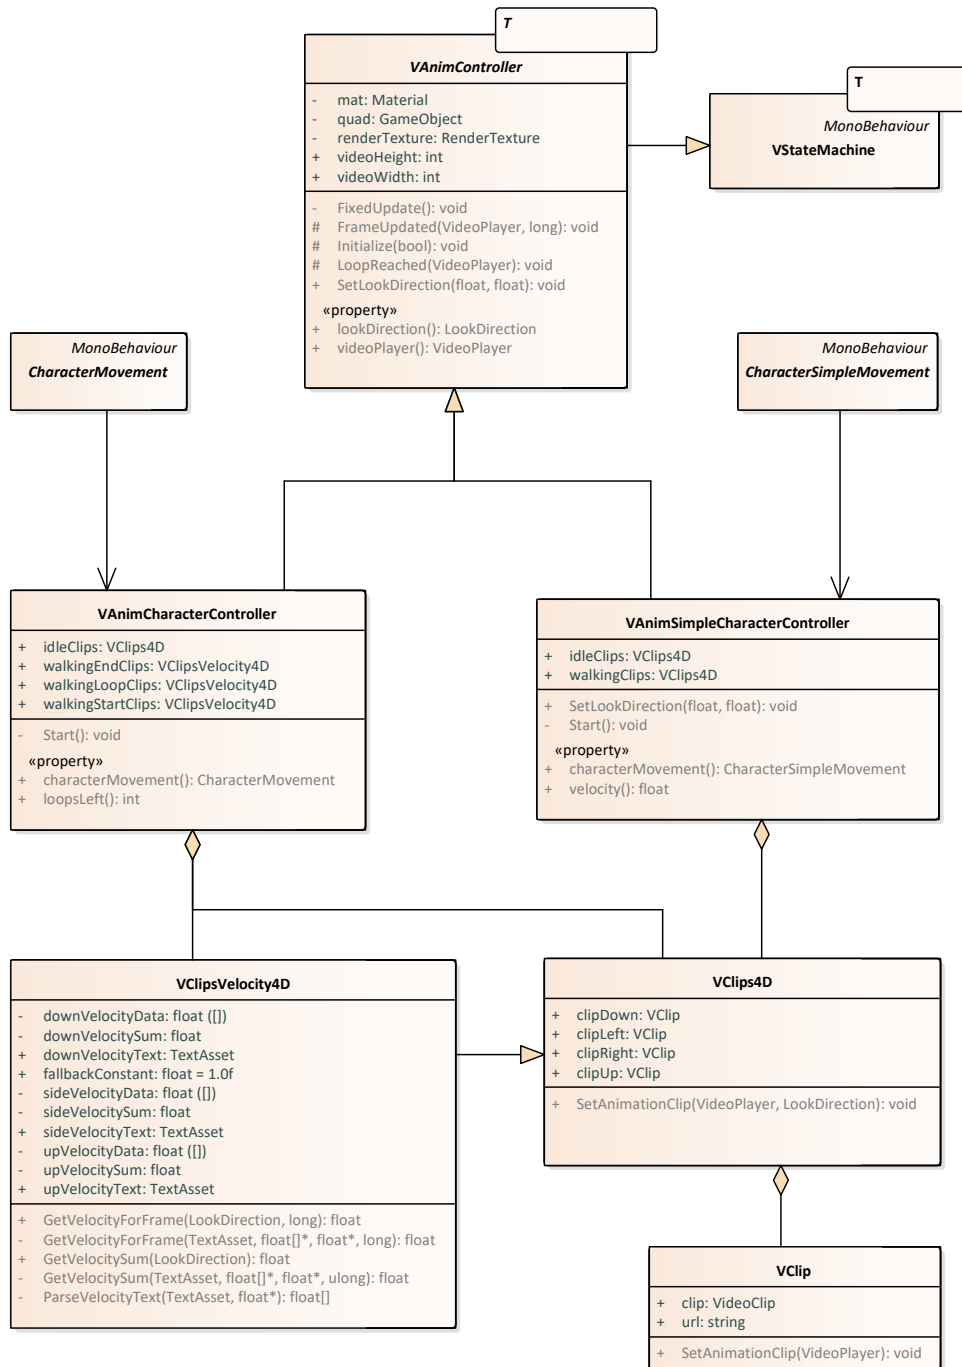 T
VAnimController
- mat: Material
- quad: GameObject
- renderTexture: RenderTexture
+ videoHeight: int
+ videoWidth: int
- FixedUpdate(): void
# FrameUpdated(VideoPlayer, long): void
# Initialize(bool): void
# LoopReached(VideoPlayer): void
+ SetLookDirection(float, float): void
«property»
+ lookDirection(): LookDirection
+ videoPlayer(): VideoPlayer
T
MonoBehaviour
VStateMachine
MonoBehaviour
CharacterMovement
MonoBehaviour
CharacterSimpleMovement
VAnimCharacterController
+ idleClips: VClips4D
+ walkingEndClips: VClipsVelocity4D
+ walkingLoopClips: VClipsVelocity4D
+ walkingStartClips: VClipsVelocity4D
- Start(): void
«property»
+ characterMovement(): CharacterMovement
+ loopsLeft(): int
VAnimSimpleCharacterController
+ idleClips: VClips4D
+ walkingClips: VClips4D
+ SetLookDirection(float, float): void
- Start(): void
«property»
+ characterMovement(): CharacterSimpleMovement
+ velocity(): float
VClipsVelocity4D
- downVelocityData: float ([])
- downVelocitySum: float
+ downVelocityText: TextAsset
+ fallbackConstant: float = 1.0f
- sideVelocityData: float ([])
- sideVelocitySum: float
+ sideVelocityText: TextAsset
- upVelocityData: float ([])
- upVelocitySum: float
+ upVelocityText: TextAsset
+ GetVelocityForFrame(LookDirection, long): float
- GetVelocityForFrame(TextAsset, float[]*, float*, long): float
+ GetVelocitySum(LookDirection): float
- GetVelocitySum(TextAsset, float[]*, float*, ulong): float
- ParseVelocityText(TextAsset, float*): float[]
VClips4D
+ clipDown: VClip
+ clipLeft: VClip
+ clipRight: VClip
+ clipUp: VClip
+ SetAnimationClip(VideoPlayer, LookDirection): void
VClip
+ clip: VideoClip
+ url: string
+ SetAnimationClip(VideoPlayer): void